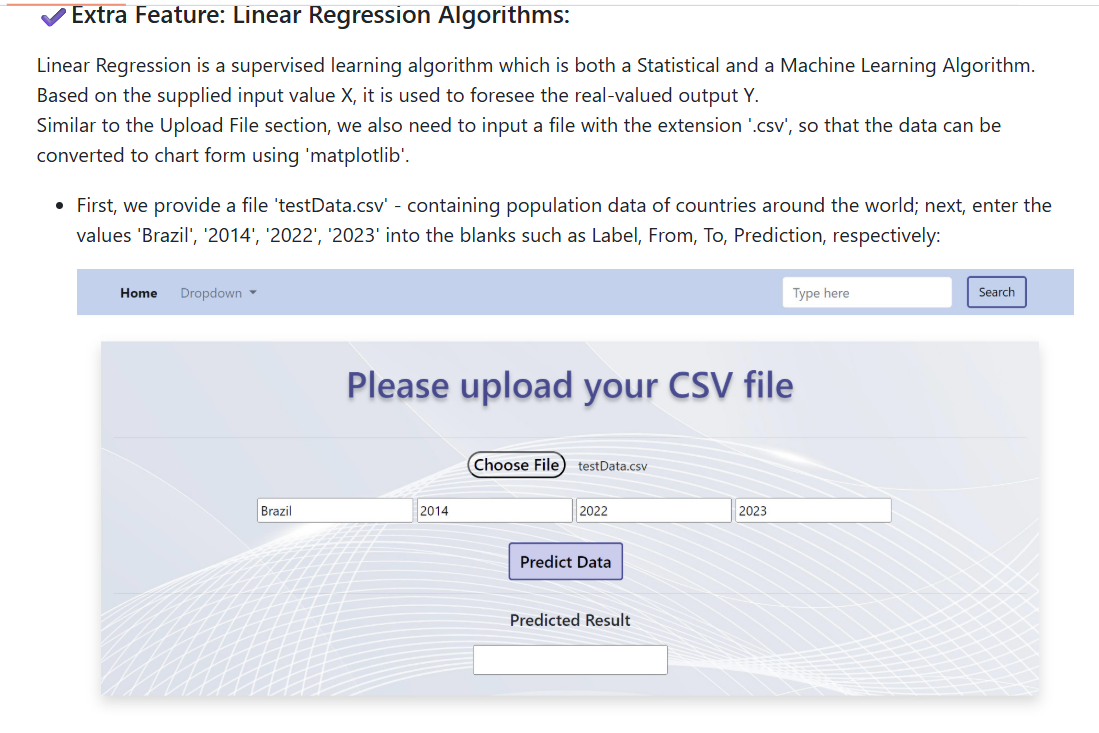 Extra Feature: Linear Regression Algorithms:
Linear Regression is a supervised learning algorithm which is both a Statistical and a Machine Learning Algorithm.
Based on the supplied input value X, it is used to foresee the real-valued output Y.
Similar to the Upload File section, we also need to input a file with the extension '.csv', so that the data can be
converted to chart form using 'matplotlib'.
• First, we provide a file 'testData.csv' - containing population data of countries around the world; next, enter the
values 'Brazil', '2014', '2022', '2023' into the blanks such as Label, From, To, Prediction, respectively:
Home Dropdown Type here Search
Please upload your CSV file
Choose File testData.csv
Brazil 2014 2022 2023
Predict Data
Predicted Result